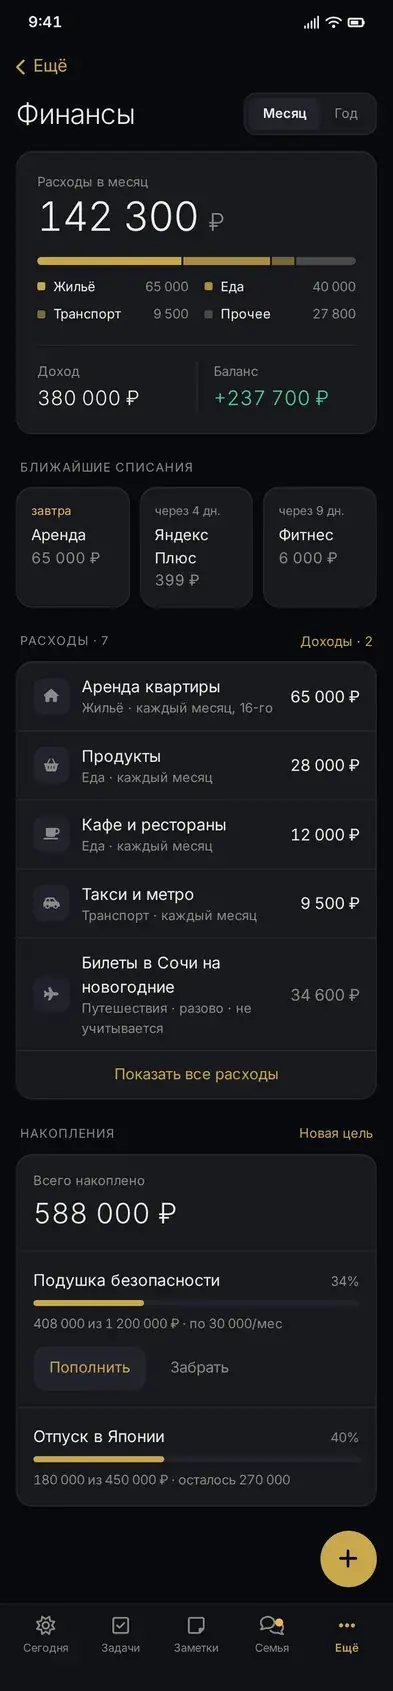 9:41
Ещё
Финансы
Месяц Год
Расходы в месяц
142 300 ₽
Жильё 65 000 Еда 40 000
Транспорт 9 500 Прочее 27 800
Доход Баланс
380 000 ₽ +237 700 ₽
БЛИЖАЙШИЕ СПИСАНИЯ
завтра
Аренда
65 000 ₽
через 4 дн.
Яндекс
Плюс
399 ₽
через 9 дн.
Фитнес
6 000 ₽
РАСХОДЫ · 7 Доходы · 2
Аренда квартиры
Жильё · каждый месяц, 16-го
65 000 ₽
Продукты
Еда · каждый месяц
28 000 ₽
Кафе и рестораны
Еда · каждый месяц
12 000 ₽
Такси и метро
Транспорт · каждый месяц
9 500 ₽
Билеты в Сочи на
новогодние
Путешествия · разово · не
учитывается
34 600 ₽
Показать все расходы
НАКОПЛЕНИЯ Новая цель
Всего накоплено
588 000 ₽
Подушка безопасности 34%
408 000 из 1 200 000 ₽ · по 30 000/мес
Пополнить Забрать
Отпуск в Японии 40%
180 000 из 450 000 ₽ · осталось 270 000
Сегодня Задачи Заметки Семья Ещё